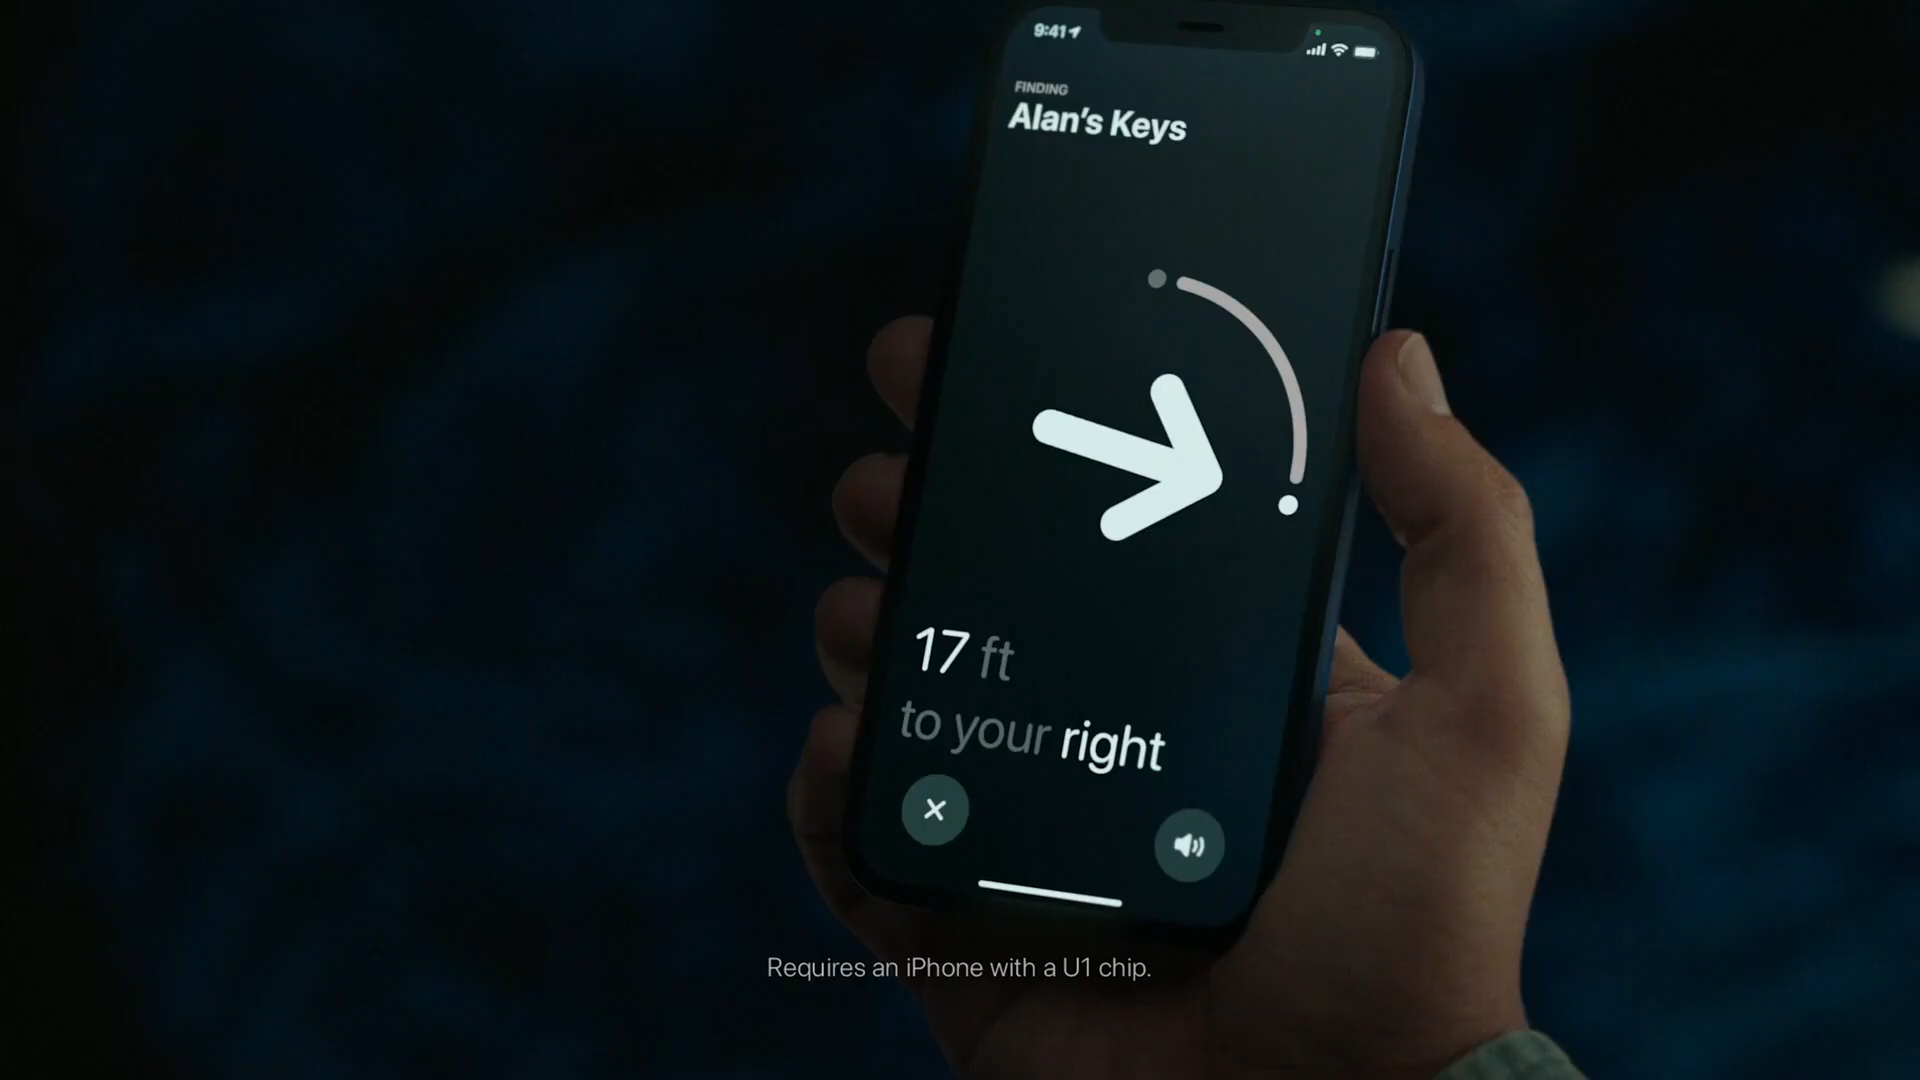 9:41
FINDING
Alan's Keys
17 ft
to your right
Requires an iPhone with a U1 chip.